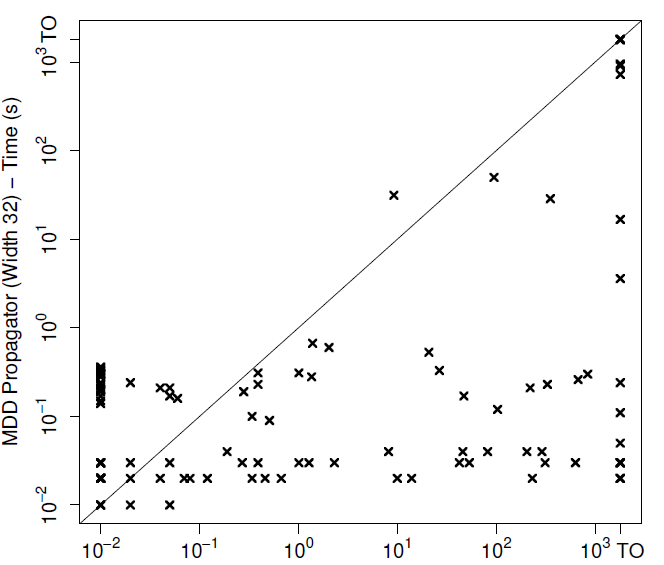 MDD Propagator (Width 32) − Time (s)
10³ TO
10²
10¹
10⁰
10⁻¹
10⁻²
10⁻² 10⁻¹ 10⁰ 10¹ 10² 10³ TO